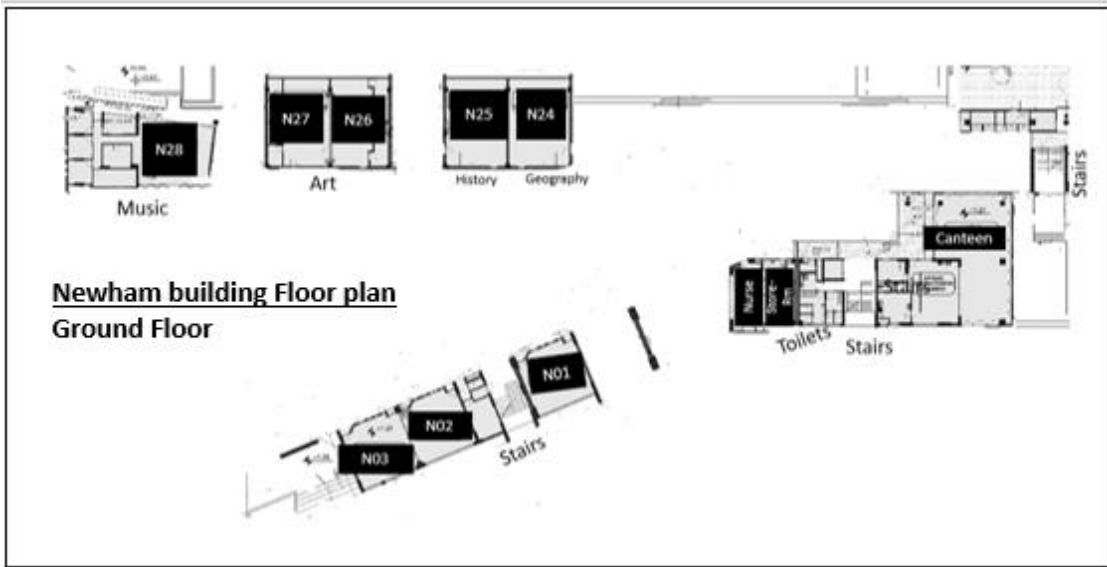 N28
Music
N27
N26
Art
N25
N24
History
Geography
Stairs
Canteen
Nurse
Store-
Rm
Stairs
Toilets
Stairs
Newham building Floor plan
Ground Floor
N01
N02
N03
Stairs